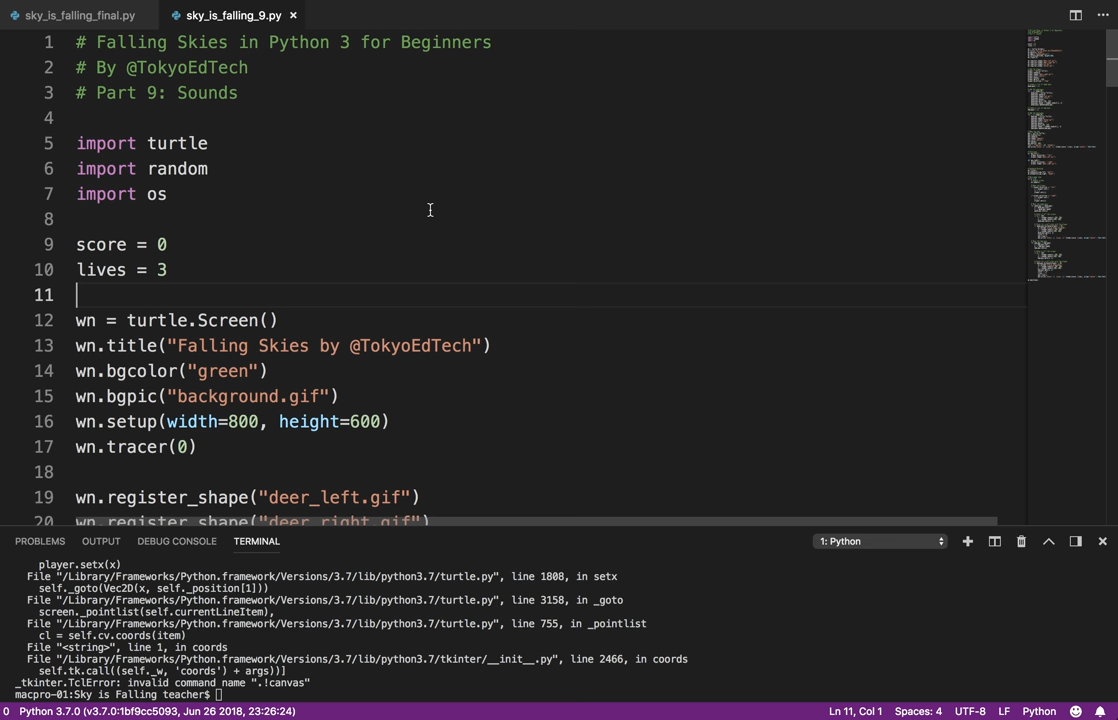 sky_is_falling_final.py
sky_is_falling_9.py ×
1 # Falling Skies in Python 3 for Beginners
2 # By @TokyoEdTech
3 # Part 9: Sounds
4
5 import turtle
6 import random
7 import os
8
9 score = 0
10 lives = 3
11
12 wn = turtle.Screen()
13 wn.title("Falling Skies by @TokyoEdTech")
14 wn.bgcolor("green")
15 wn.bgpic("background.gif")
16 wn.setup(width=800, height=600)
17 wn.tracer(0)
18
19 wn.register_shape("deer_left.gif")
20 wn.register_shape("deer_right.gif")
PROBLEMS OUTPUT DEBUG CONSOLE TERMINAL 1: Python
player.setx(x)
File "/Library/Frameworks/Python.framework/Versions/3.7/lib/python3.7/turtle.py", line 1808, in setx
self._goto(Vec2D(x, self._position[1]))
File "/Library/Frameworks/Python.framework/Versions/3.7/lib/python3.7/turtle.py", line 3158, in _goto
screen._pointlist(self.currentLineItem),
File "/Library/Frameworks/Python.framework/Versions/3.7/lib/python3.7/turtle.py", line 755, in _pointlist
cl = self.cv.coords(item)
File "<string>", line 1, in coords
File "/Library/Frameworks/Python.framework/Versions/3.7/lib/python3.7/tkinter/__init__.py", line 2466, in coords
self.tk.call((self._w, 'coords') + args))]
_tkinter.TclError: invalid command name ".!canvas"
macpro-01:Sky is Falling teacher$
0 Python 3.7.0 (v3.7.0:1bf9cc5093, Jun 26 2018, 23:26:24) Ln 11, Col 1 Spaces: 4 UTF-8 LF Python